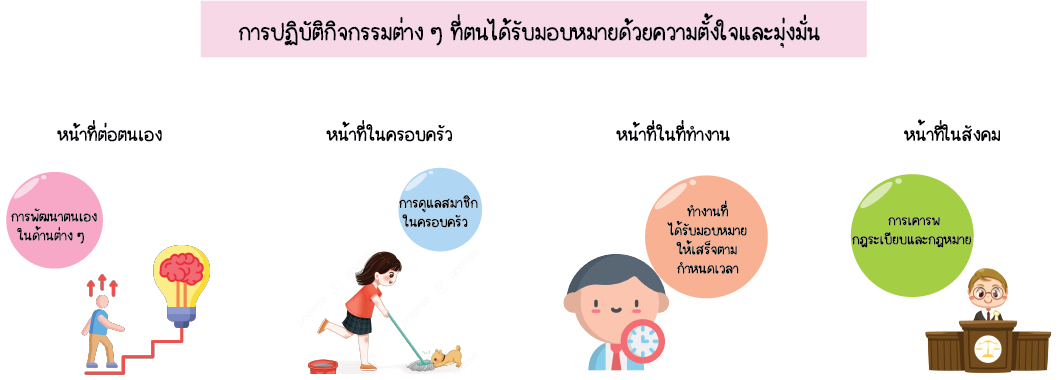 การปฏิบัติกิจกรรมต่าง ๆ ที่ตนได้รับมอบหมายด้วยความตั้งใจและมุ่งมั่น
หน้าที่ต่อตนเอง
หน้าที่ในครอบครัว
หน้าที่ในที่ทำงาน
หน้าที่ในสังคม
การพัฒนาตนเอง
ในด้านต่าง ๆ
การดูแลสมาชิก
ในครอบครัว
ทำงานที่
ได้รับมอบหมาย
ให้เสร็จตาม
กำหนดเวลา
การเคารพ
กฎระเบียบและกฎหมาย